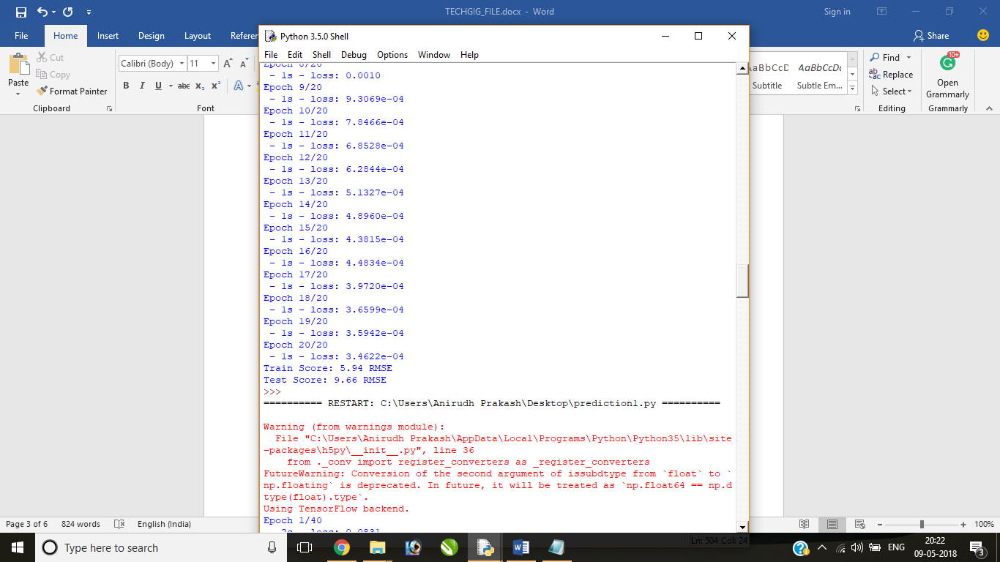 TECHGIG_FILE.docx - Word
Sign in
File Home Insert Design Layout
Share
Cut
Copy
Format Painter
Paste
Clipboard
Calibri (Body) 11
B I U abc x₂ x²
Font
Subtitle
Subtle Em...
Find
Replace
Select
Editing
10+
Open
Grammarly
Grammarly
Python 3.5.0 Shell
File Edit Shell Debug Options Window Help
Epoch 8/20
- 1s - loss: 0.0010
Epoch 9/20
- 1s - loss: 9.3069e-04
Epoch 10/20
- 1s - loss: 7.8466e-04
Epoch 11/20
- 1s - loss: 6.8528e-04
Epoch 12/20
- 1s - loss: 6.2844e-04
Epoch 13/20
- 1s - loss: 5.1327e-04
Epoch 14/20
- 1s - loss: 4.8960e-04
Epoch 15/20
- 1s - loss: 4.3815e-04
Epoch 16/20
- 1s - loss: 4.4834e-04
Epoch 17/20
- 1s - loss: 3.9720e-04
Epoch 18/20
- 1s - loss: 3.6599e-04
Epoch 19/20
- 1s - loss: 3.5942e-04
Epoch 20/20
- 1s - loss: 3.4622e-04
Train Score: 5.94 RMSE
Test Score: 9.66 RMSE
>>>
========== RESTART: C:\Users\Anirudh Prakash\Desktop\prediction1.py ==========
Warning (from warnings module):
File "C:\Users\Anirudh Prakash\AppData\Local\Programs\Python\Python35\lib\site
-packages\h5py\__init__.py", line 36
from ._conv import register_converters as _register_converters
FutureWarning: Conversion of the second argument of issubdtype from `float` to `
np.floating` is deprecated. In future, it will be treated as `np.float64 == np.d
type(float).type`.
Using TensorFlow backend.
Epoch 1/40
Ln: 504 Col: 24
Page 3 of 6 824 words English (India)
100%
Type here to search
ENG
20:22
09-05-2018
3